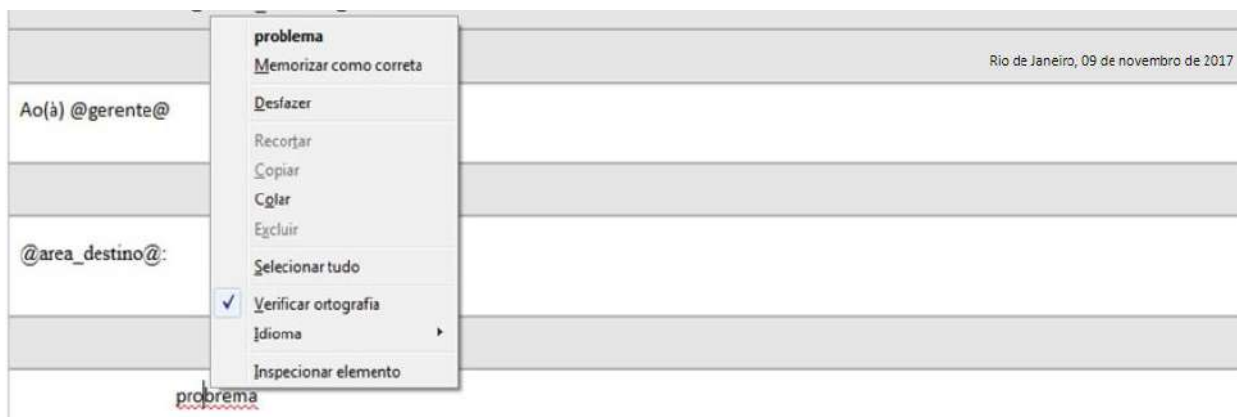 problema
Memorizar como correta
Rio de Janeiro, 09 de novembro de 2017
Desfazer
Ao(à) @gerente@
Recortar
Copiar
Colar
Excluir
@area_destino@:
Selecionar tudo
Verificar ortografia
Idioma
Inspecionar elemento
probrema